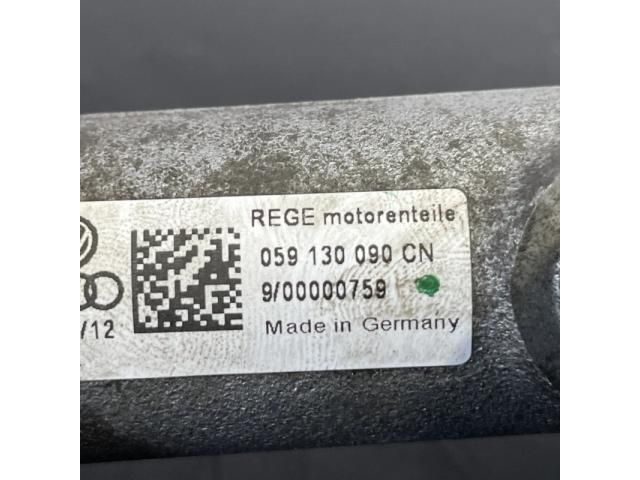 REGE motorenteile
059 130 090 CN
9/00000759
/12
Made in Germany